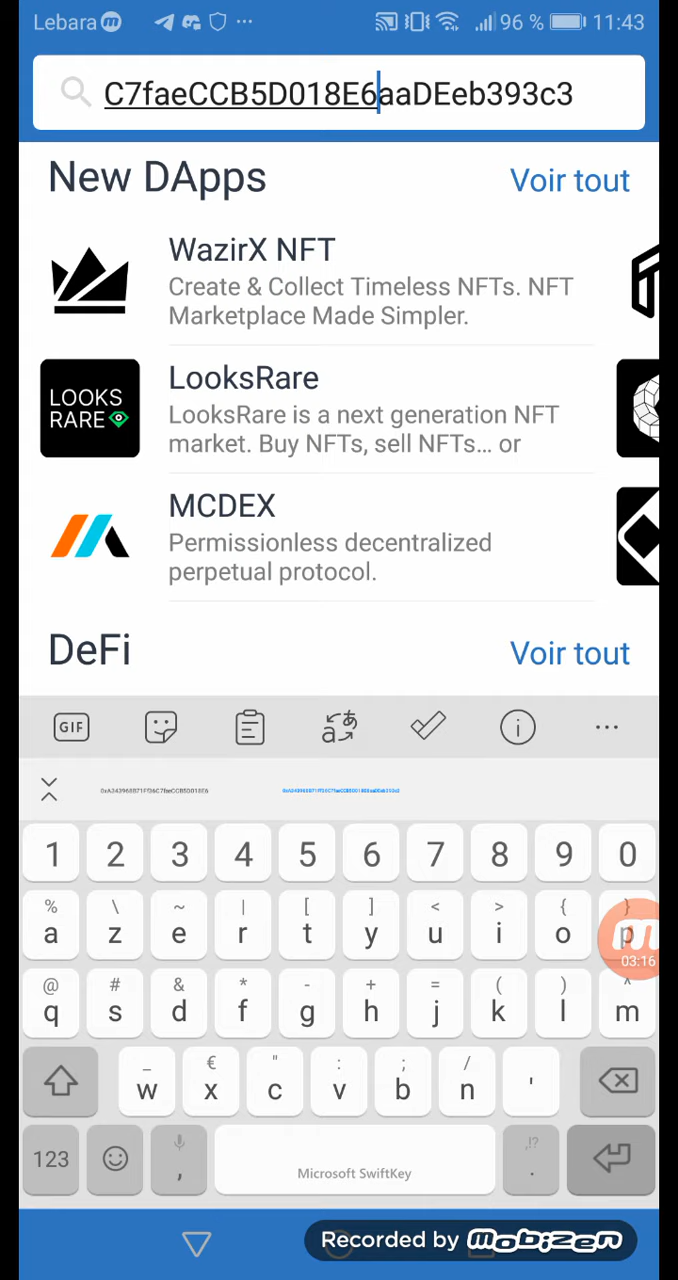 Lebara
96 %
11:43
C7faeCCB5D018E6aaDEeb393c3
New DApps
Voir tout
WazirX NFT
Create & Collect Timeless NFTs. NFT
Marketplace Made Simpler.
LOOKS
RARE
LooksRare
LooksRare is a next generation NFT
market. Buy NFTs, sell NFTs... or
MCDEX
Permissionless decentralized
perpetual protocol.
DeFi
Voir tout
GIF
1 2 3 4 5 6 7 8 9 0
% \ ~ | [ ] < > { }
a z e r t y u i o p
03:16
@ # & * - + = ( ) ^
q s d f g h j k l m
_ € " : ; /
w x c v b n '
,!?
123 , Microsoft SwiftKey .
Recorded by mobizen